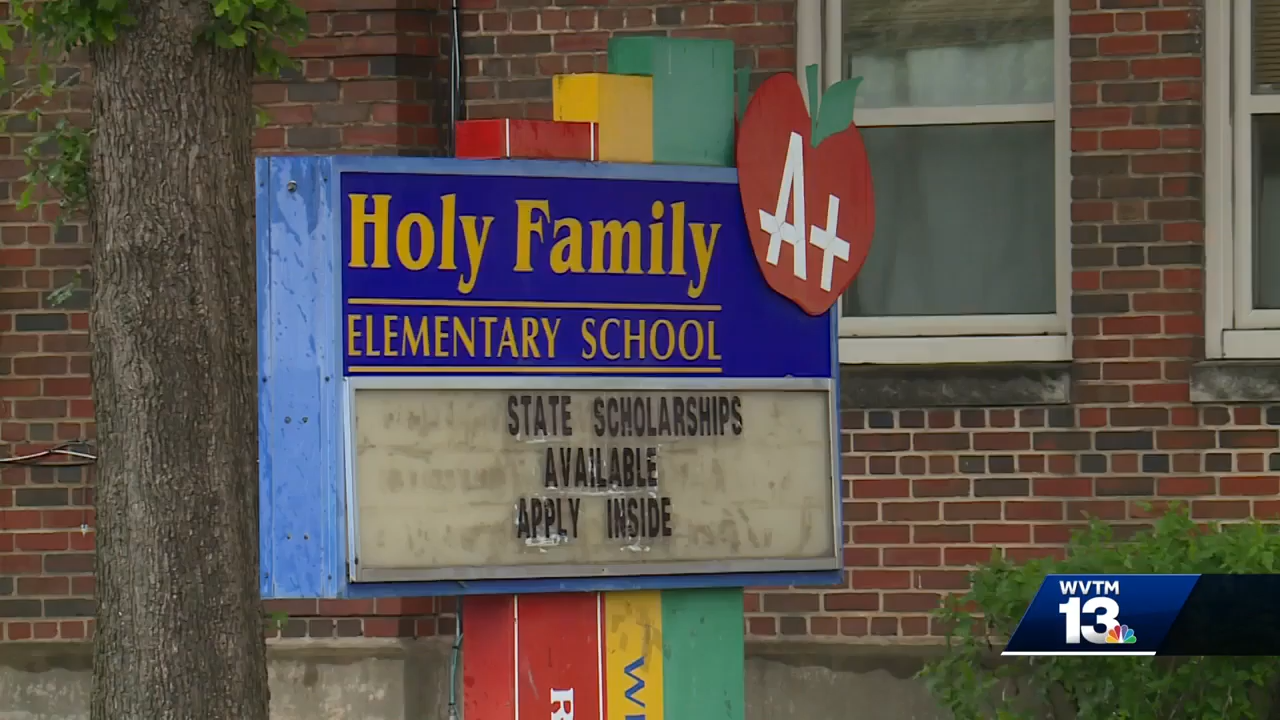 Holy Family
ELEMENTARY SCHOOL
A+
STATE SCHOLARSHIPS
AVAILABLE
APPLY INSIDE
WVTM
13